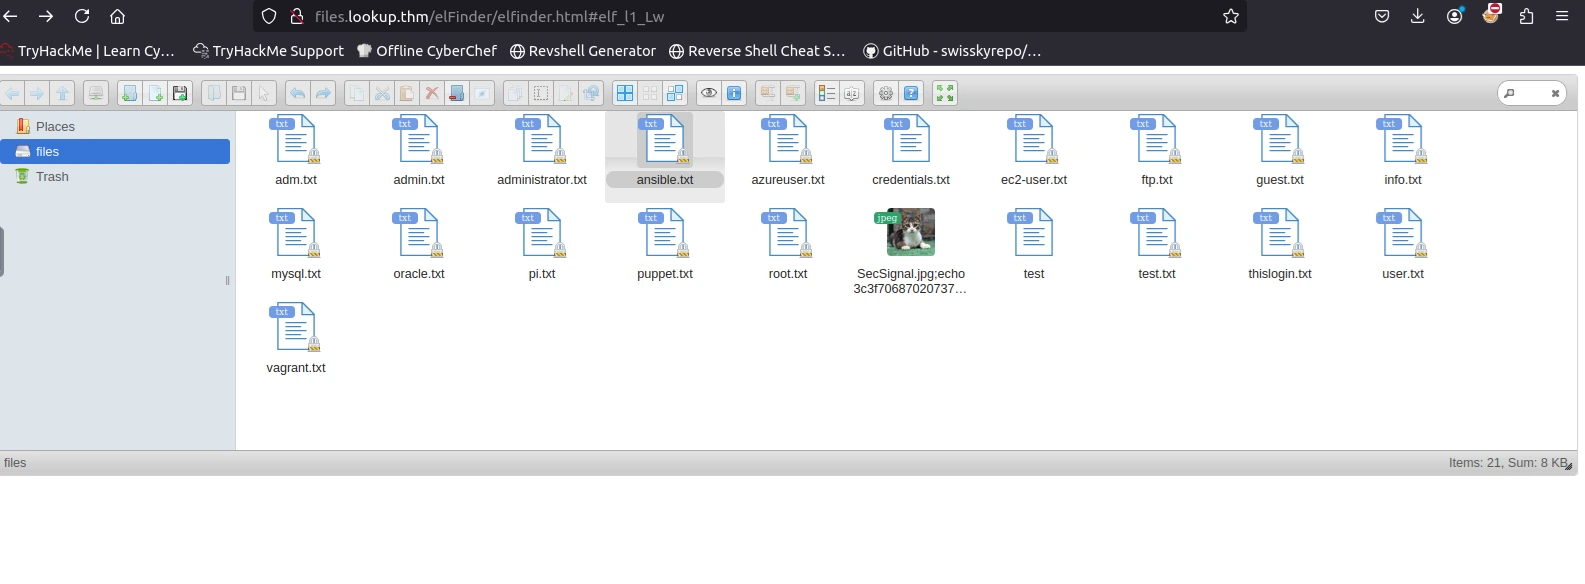 files.lookup.thm/elFinder/elfinder.html#elf_l1_Lw
TryHackMe | Learn Cy… TryHackMe Support Offline CyberChef Revshell Generator Reverse Shell Cheat S… GitHub - swisskyrepo/…
Places
files
Trash
txt txt txt txt txt txt txt txt txt txt
adm.txt admin.txt administrator.txt ansible.txt azureuser.txt credentials.txt ec2-user.txt ftp.txt guest.txt info.txt
txt txt txt txt txt jpeg txt txt txt txt
mysql.txt oracle.txt pi.txt puppet.txt root.txt SecSignal.jpg;echo test test.txt thislogin.txt user.txt
3c3f70687020737…
txt
vagrant.txt
files Items: 21, Sum: 8 KB